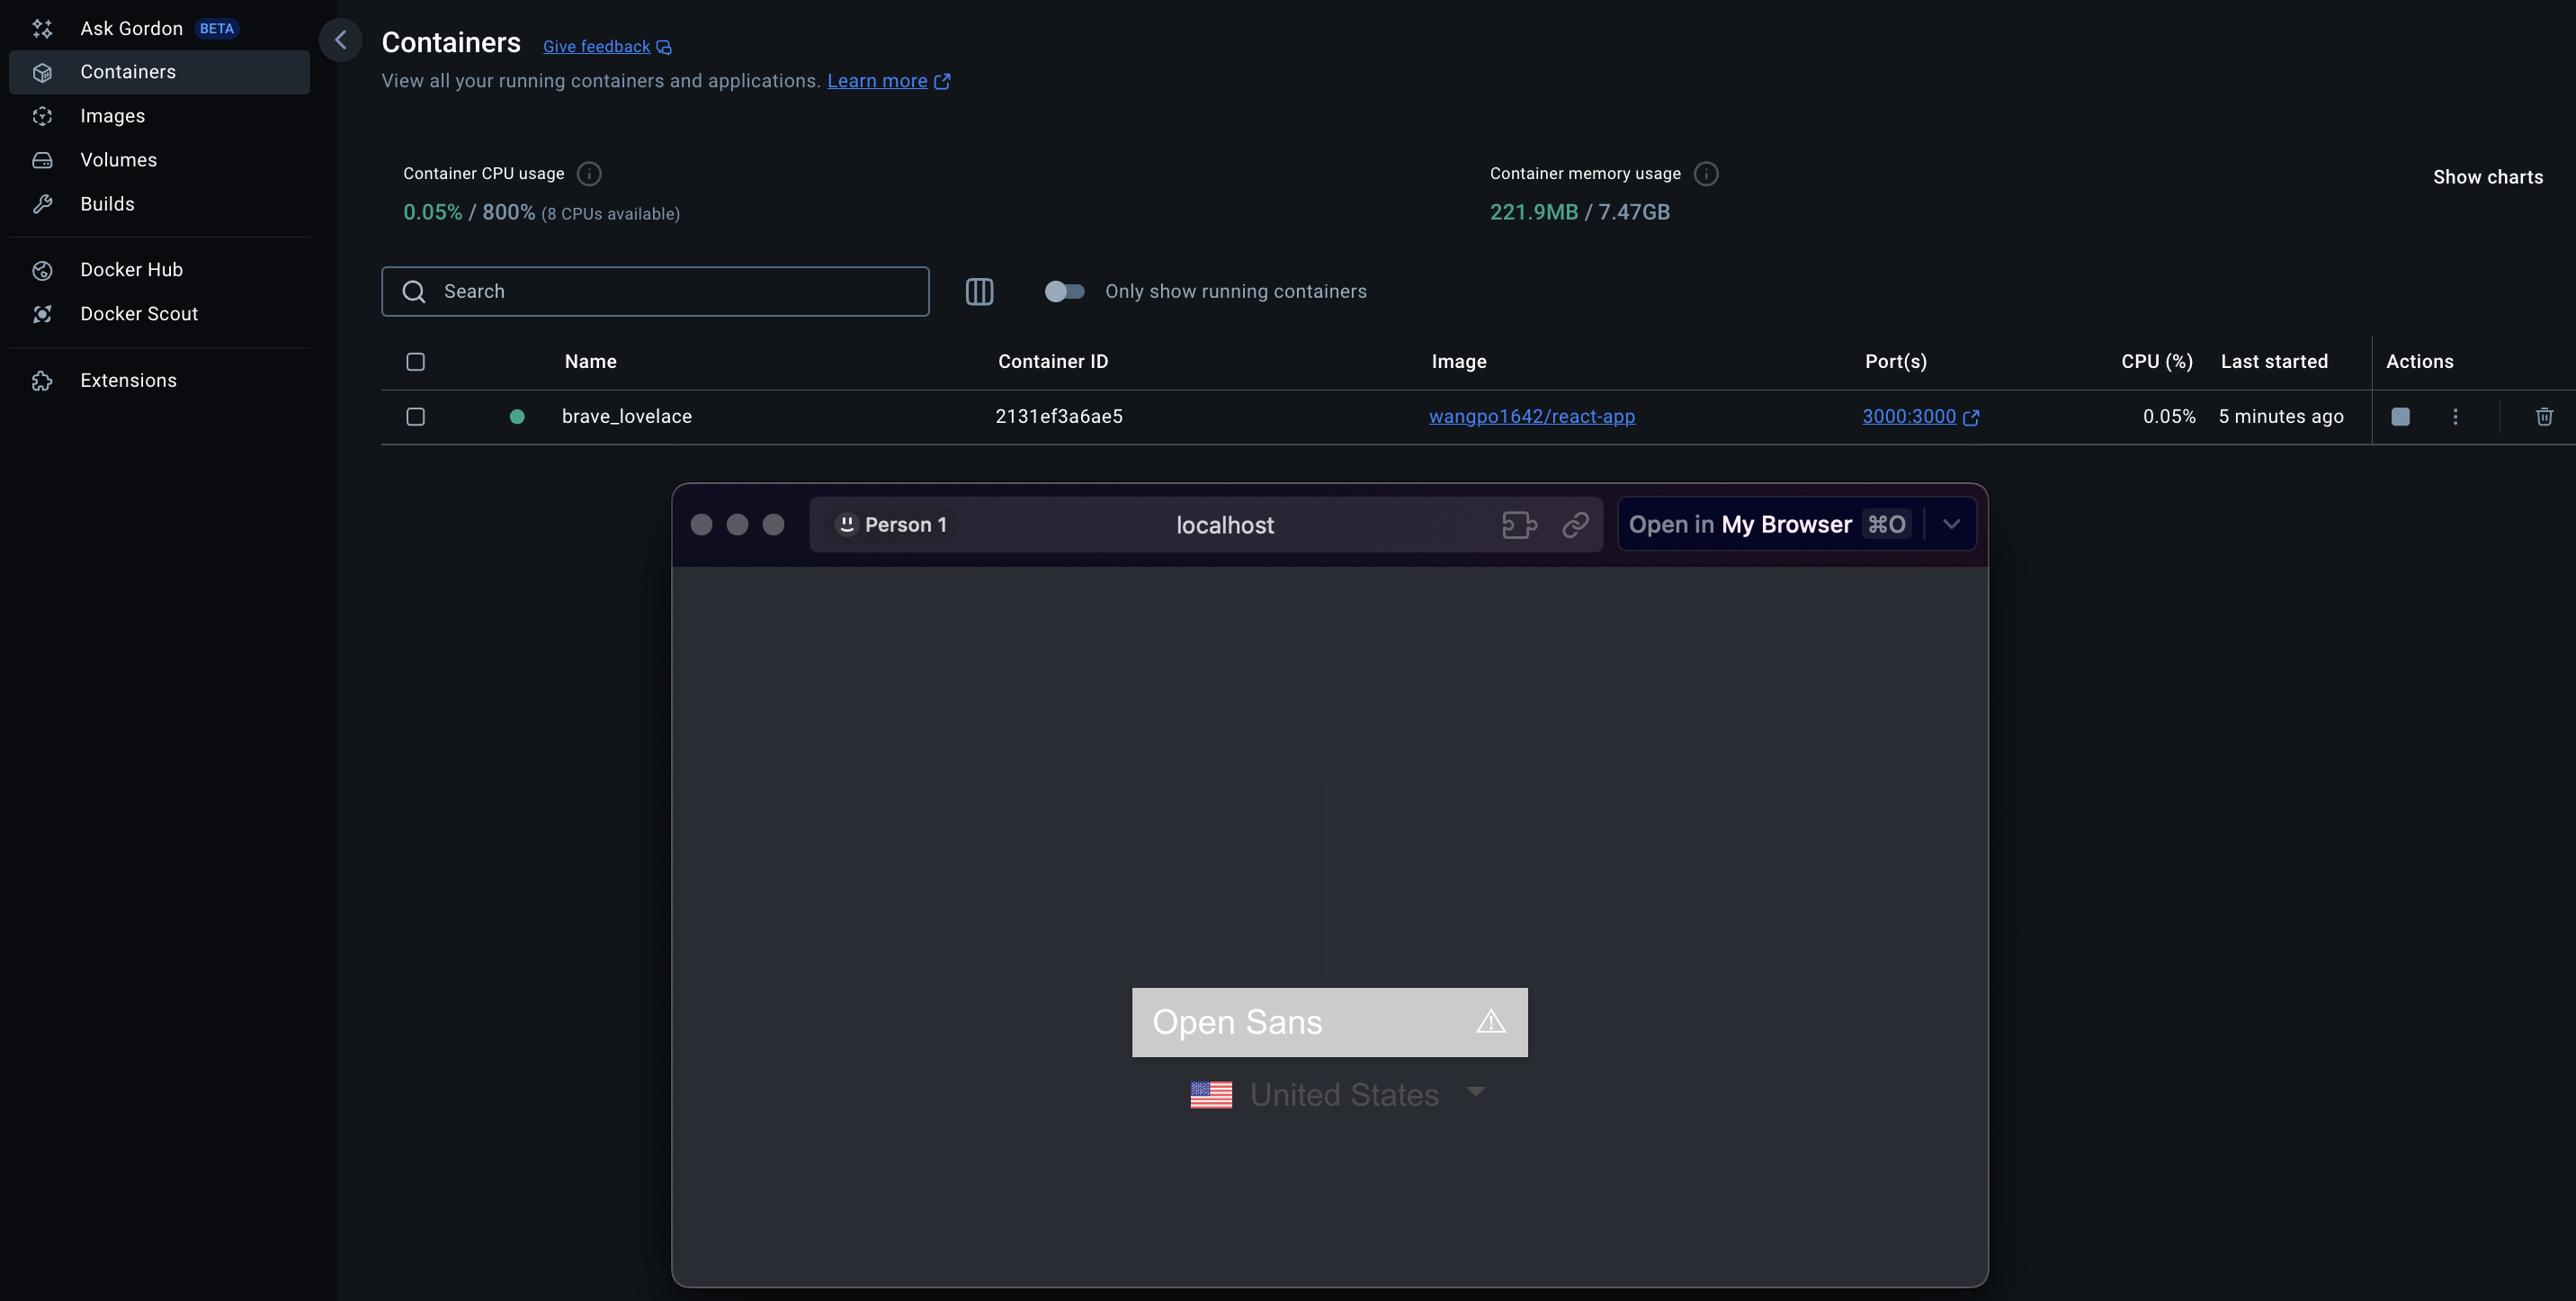 Ask Gordon BETA
Containers
Images
Volumes
Builds
Docker Hub
Docker Scout
Extensions
Containers Give feedback
View all your running containers and applications. Learn more
Container CPU usage
0.05% / 800% (8 CPUs available)
Container memory usage
221.9MB / 7.47GB
Show charts
Search
Only show running containers
Name Container ID Image Port(s) CPU (%) Last started Actions
brave_lovelace 2131ef3a6ae5 wangpo1642/react-app 3000:3000 0.05% 5 minutes ago
Person 1 localhost Open in My Browser ⌘O
Open Sans
United States